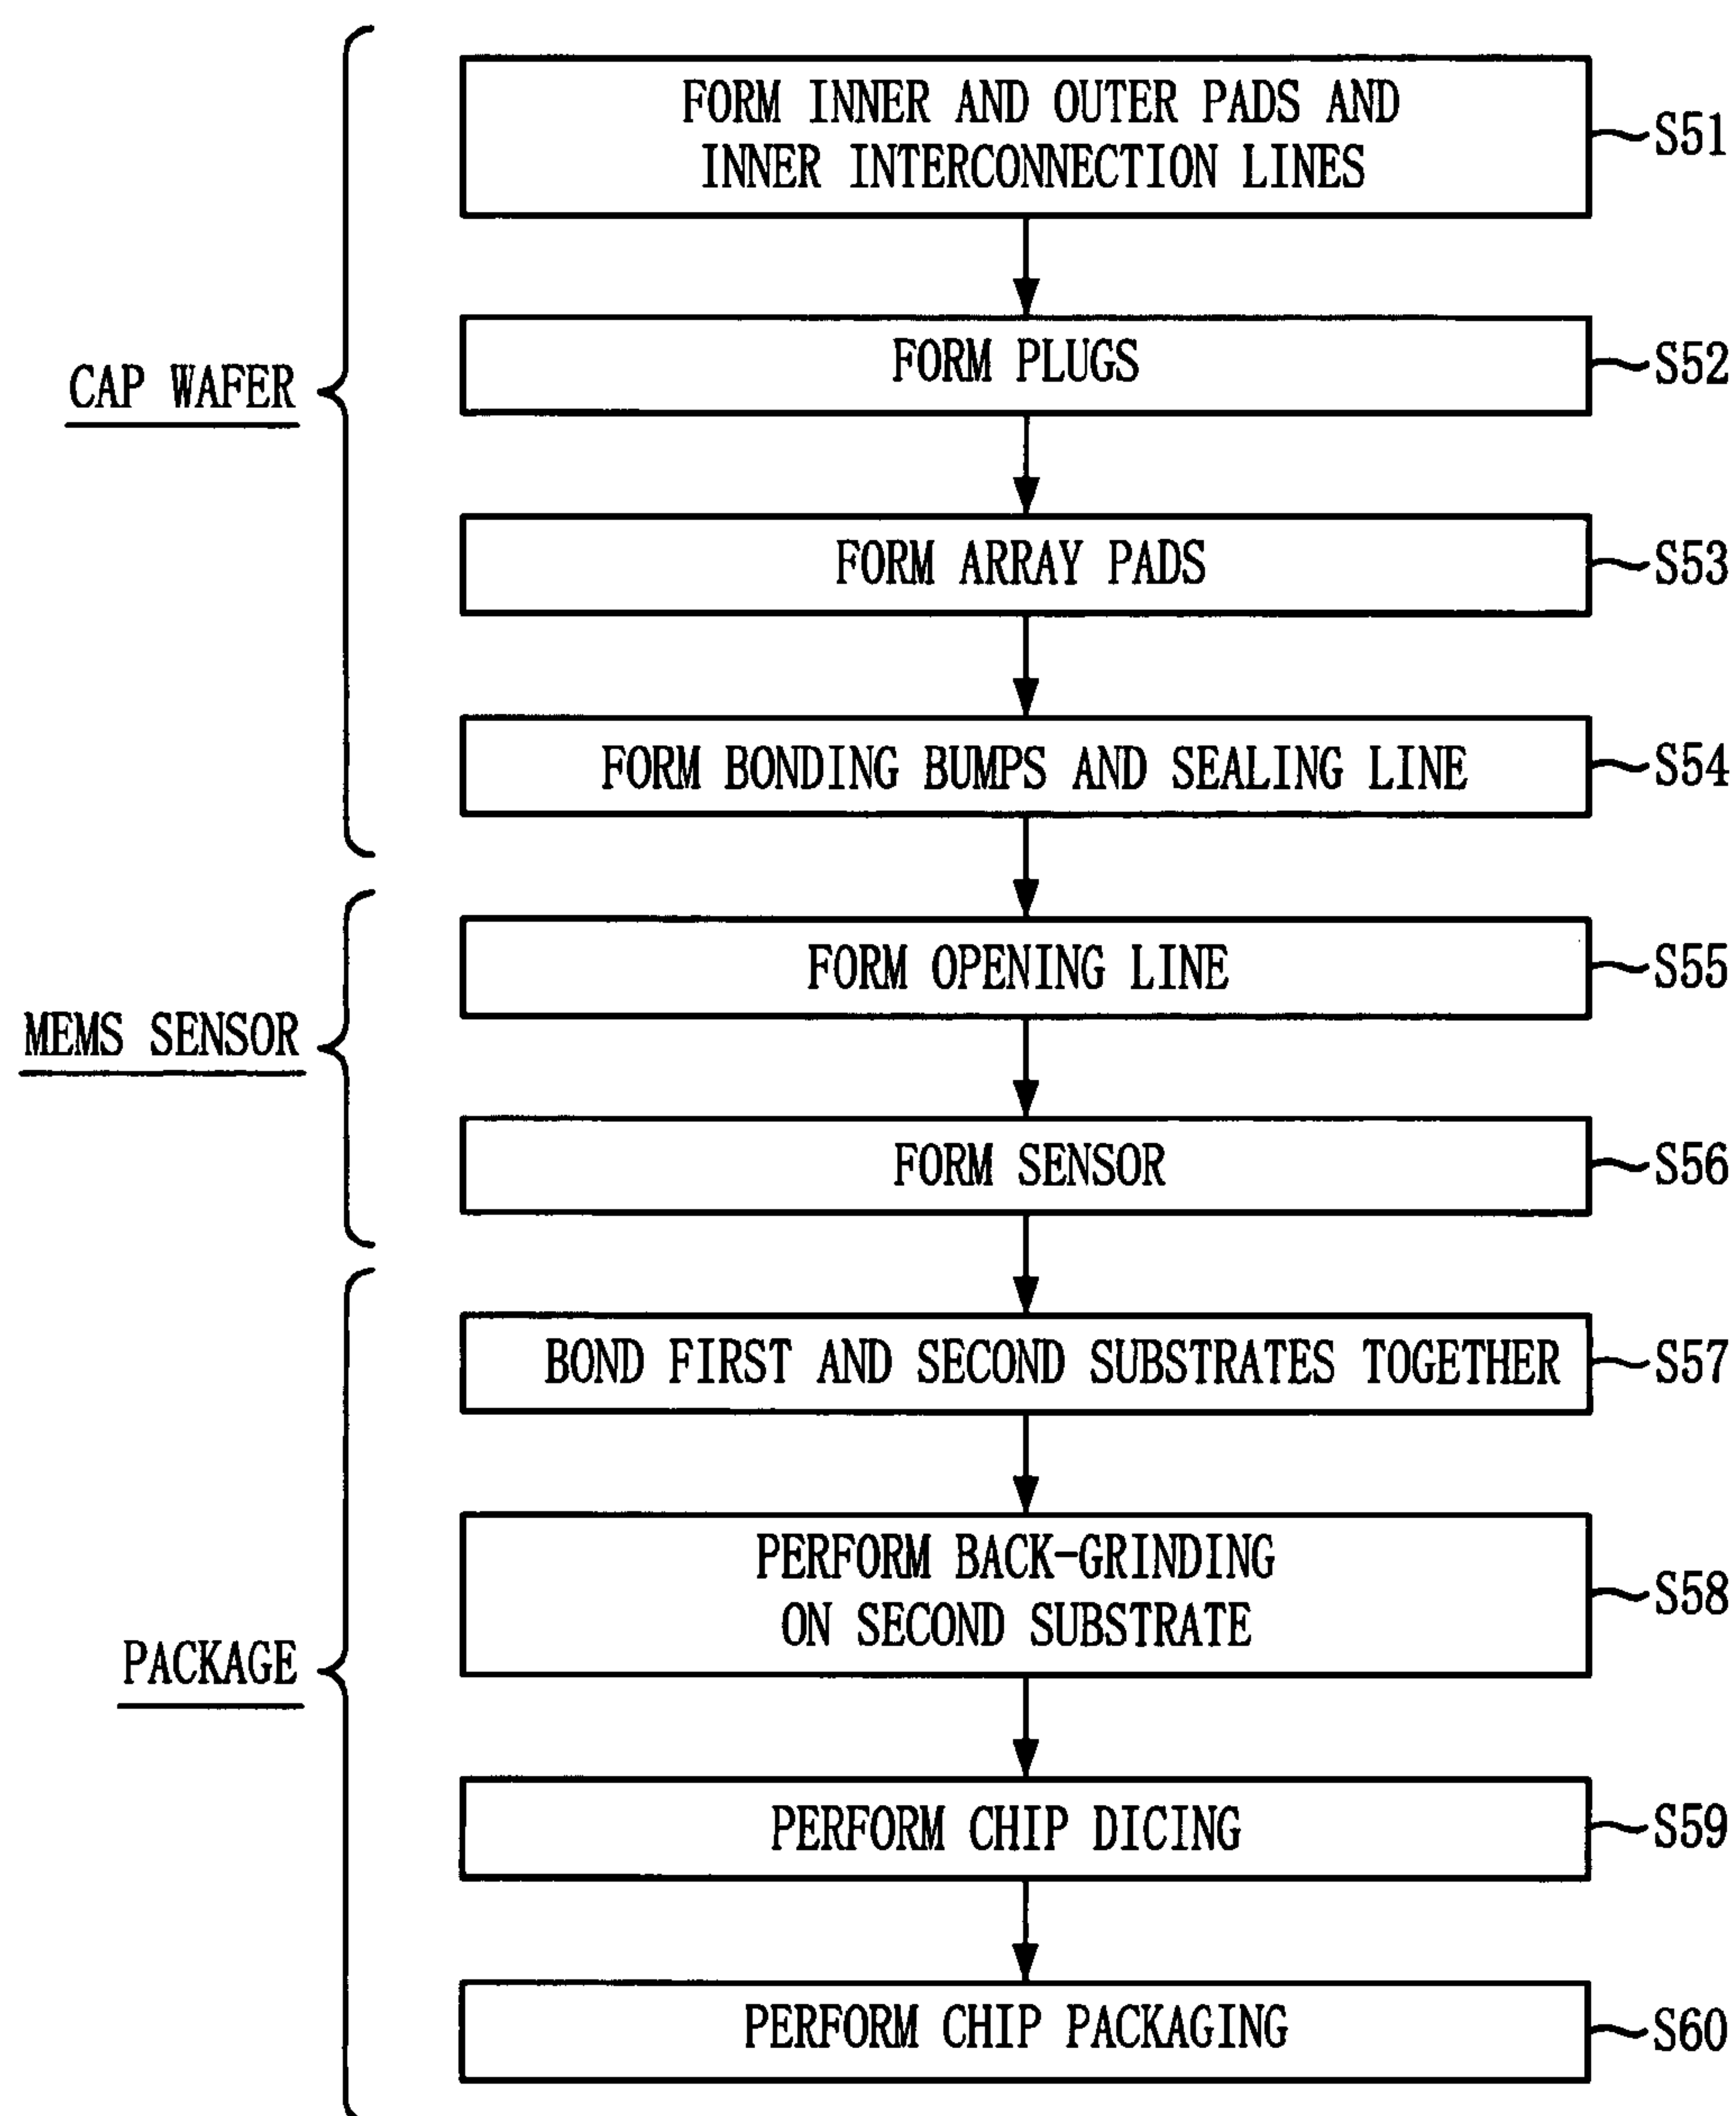 FORM INNER AND OUTER PADS AND
INNER INTERCONNECTION LINES
S51
CAP WAFER
FORM PLUGS
S52
FORM ARRAY PADS
S53
FORM BONDING BUMPS AND SEALING LINE
S54
FORM OPENING LINE
S55
MEMS SENSOR
FORM SENSOR
S56
BOND FIRST AND SECOND SUBSTRATES TOGETHER
S57
PERFORM BACK-GRINDING
ON SECOND SUBSTRATE
S58
PACKAGE
PERFORM CHIP DICING
S59
PERFORM CHIP PACKAGING
S60